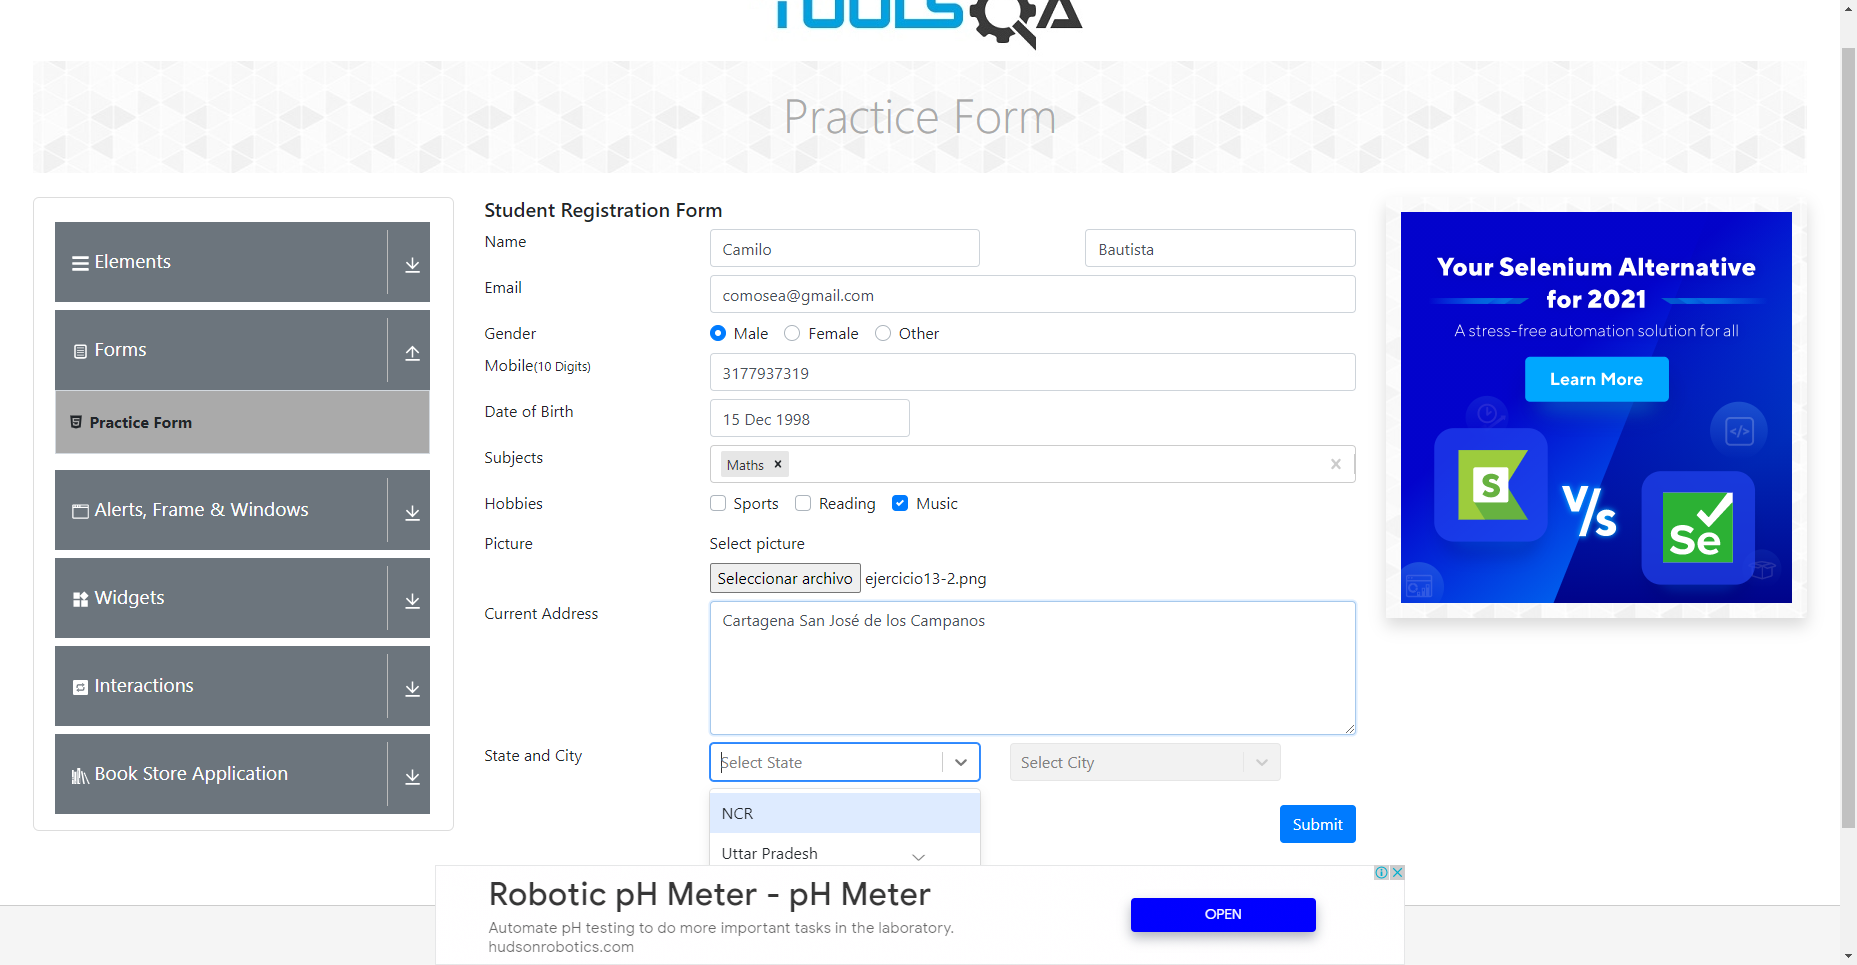 TOOLSQA
Practice Form
Elements
Forms
Practice Form
Alerts, Frame & Windows
Widgets
Interactions
Book Store Application
Student Registration Form
Name
Camilo
Bautista
Email
comosea@gmail.com
Gender
Male
Female
Other
Mobile(10 Digits)
3177937319
Date of Birth
15 Dec 1998
Subjects
Maths
Hobbies
Sports
Reading
Music
Picture
Select picture
Seleccionar archivo
ejercicio13-2.png
Current Address
Cartagena San José de los Campanos
State and City
Select State
Select City
NCR
Uttar Pradesh
Submit
Your Selenium Alternative
for 2021
A stress-free automation solution for all
Learn More
S
V/s
Se
Robotic pH Meter - pH Meter
Automate pH testing to do more important tasks in the laboratory.
hudsonrobotics.com
OPEN